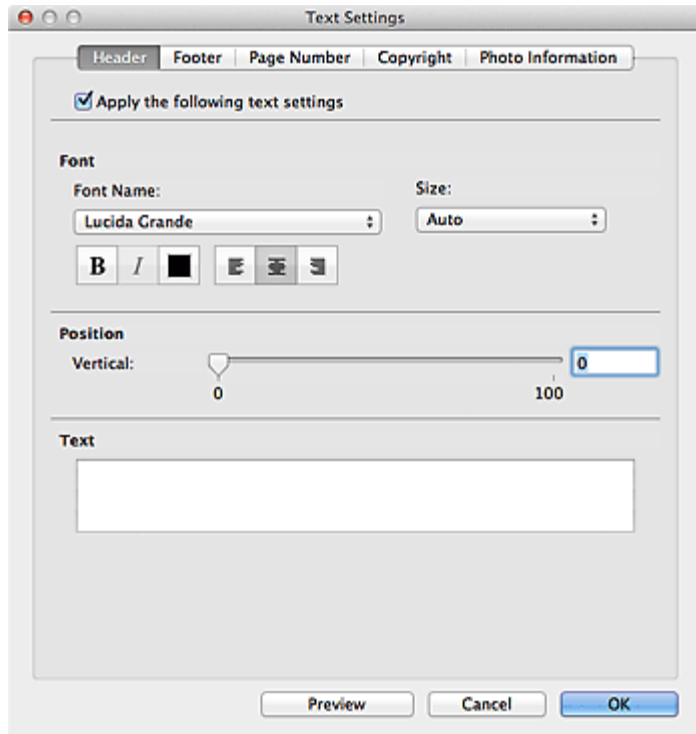 Text Settings
Header Footer Page Number Copyright Photo Information
Apply the following text settings
Font
Font Name: Size:
Lucida Grande Auto
B I
Position
Vertical: 0
0 100
Text
Preview Cancel OK